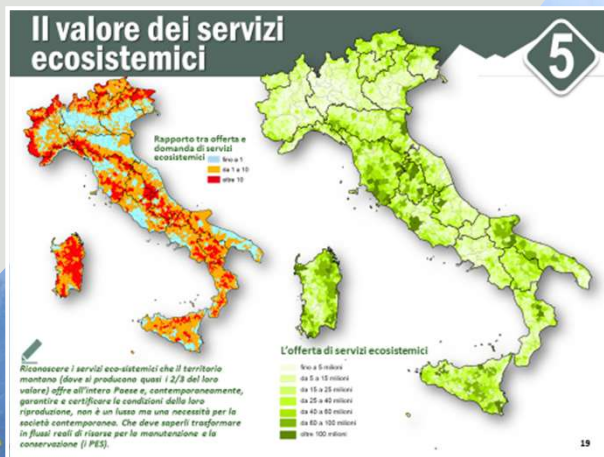 Il valore dei servizi
ecosistemici
5
Rapporto tra offerta e
domanda di servizi
ecosistemici
fino a 1
da 1 a 10
oltre 10
Riconoscere i servizi eco-sistemici che il territorio
montano (dove si producono quasi i 2/3 del loro
valore) offre all'intero Paese e, contemporaneamente,
garantire e certificare le condizioni della loro
riproduzione, non è un lusso ma una necessità per la
società contemporanea. Che deve saperli trasformare
in flussi reali di risorse per la manutenzione e la
conservazione (i PES).
L'offerta di servizi ecosistemici
fino a 5 milioni
da 5 a 15 milioni
da 15 a 25 milioni
da 25 a 40 milioni
da 40 a 60 milioni
da 60 a 100 milioni
oltre 100 milioni
19